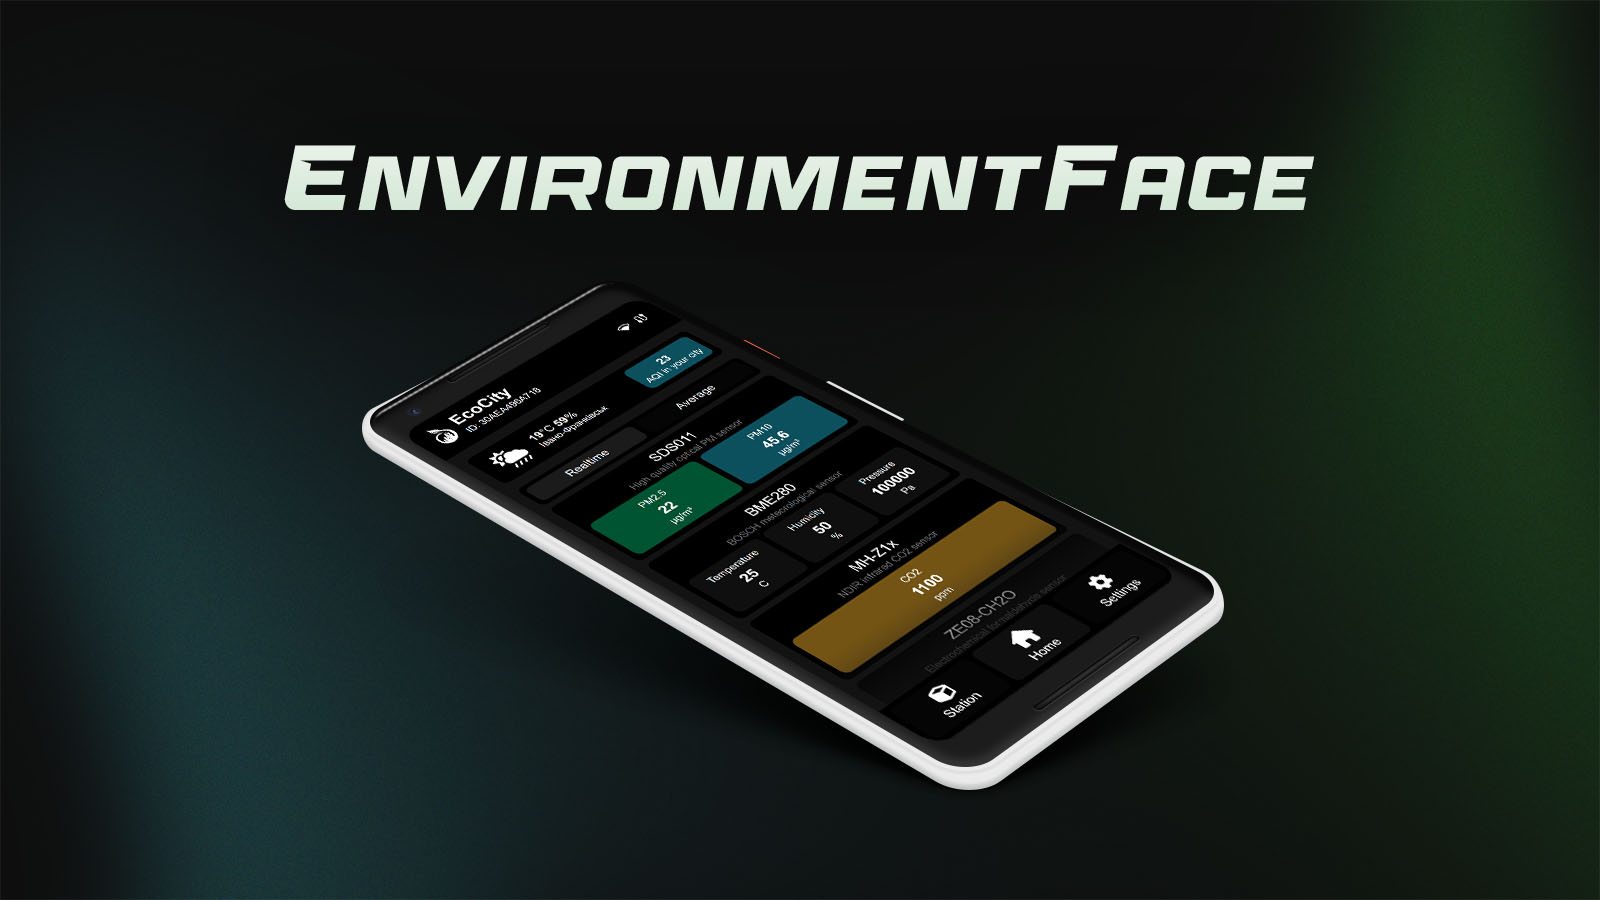 ENVIRONMENTFACE
EcoCity
ID: 30AEA490A718
19°C 59%
Івано-Франківськ
23
AQI in your city
Realtime
Average
SDS011
High quality optical PM sensor
PM2.5
22
µg/m³
PM10
45.6
µg/m³
BME280
BOSCH meteorological sensor
Temperature
25
C
Humidity
50
%
Pressure
100000
Pa
MH-Z1x
NDIR infrared CO2 sensor
CO2
1100
ppm
ZE08-CH2O
Electrochemical formaldehyde sensor
Station
Home
Settings